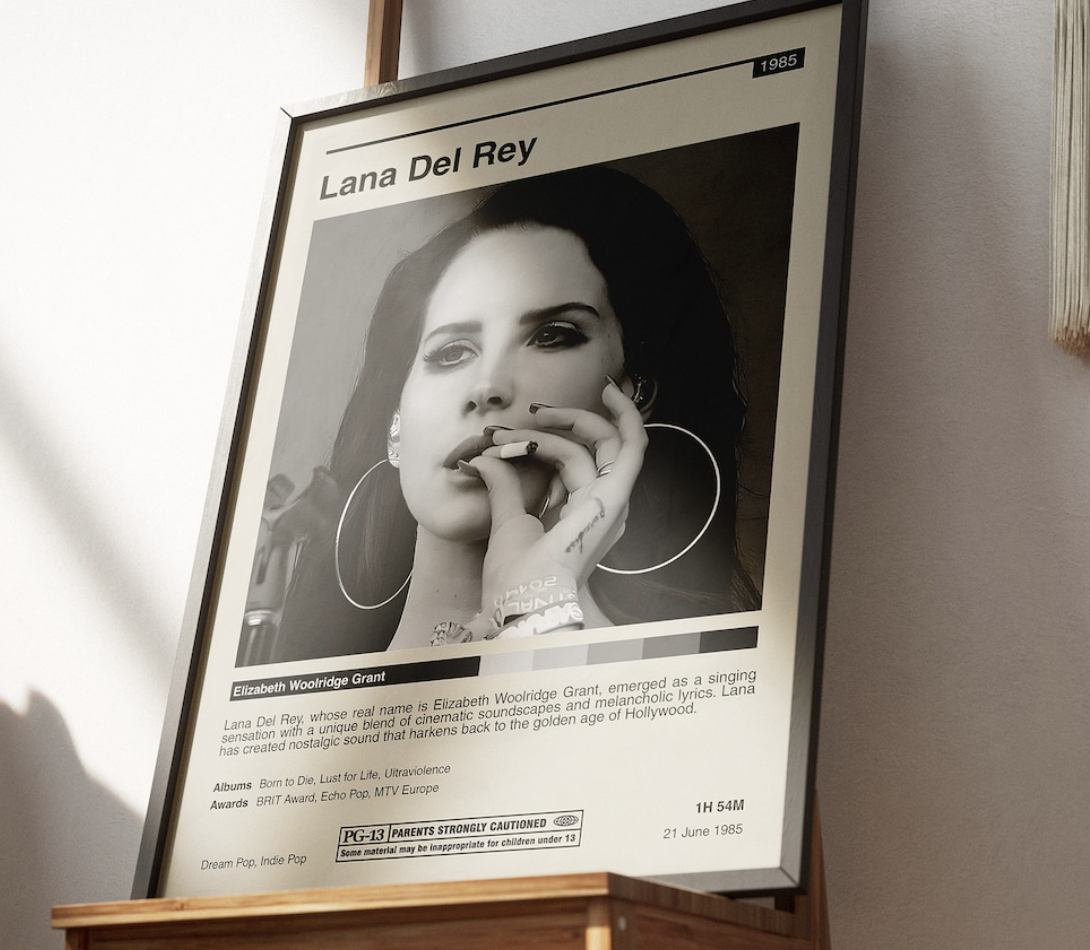 1985
Lana Del Rey
Elizabeth Woolridge Grant
Lana Del Rey, whose real name is Elizabeth Woolridge Grant, emerged as a singing
sensation with a unique blend of cinematic soundscapes and melancholic lyrics. Lana
has created nostalgic sound that harkens back to the golden age of Hollywood.
Albums Born to Die, Lust for Life, Ultraviolence
Awards BRIT Award, Echo Pop, MTV Europe
1H 54M
21 June 1985
PG-13 PARENTS STRONGLY CAUTIONED
Some material may be inappropriate for children under 13
Dream Pop, Indie Pop